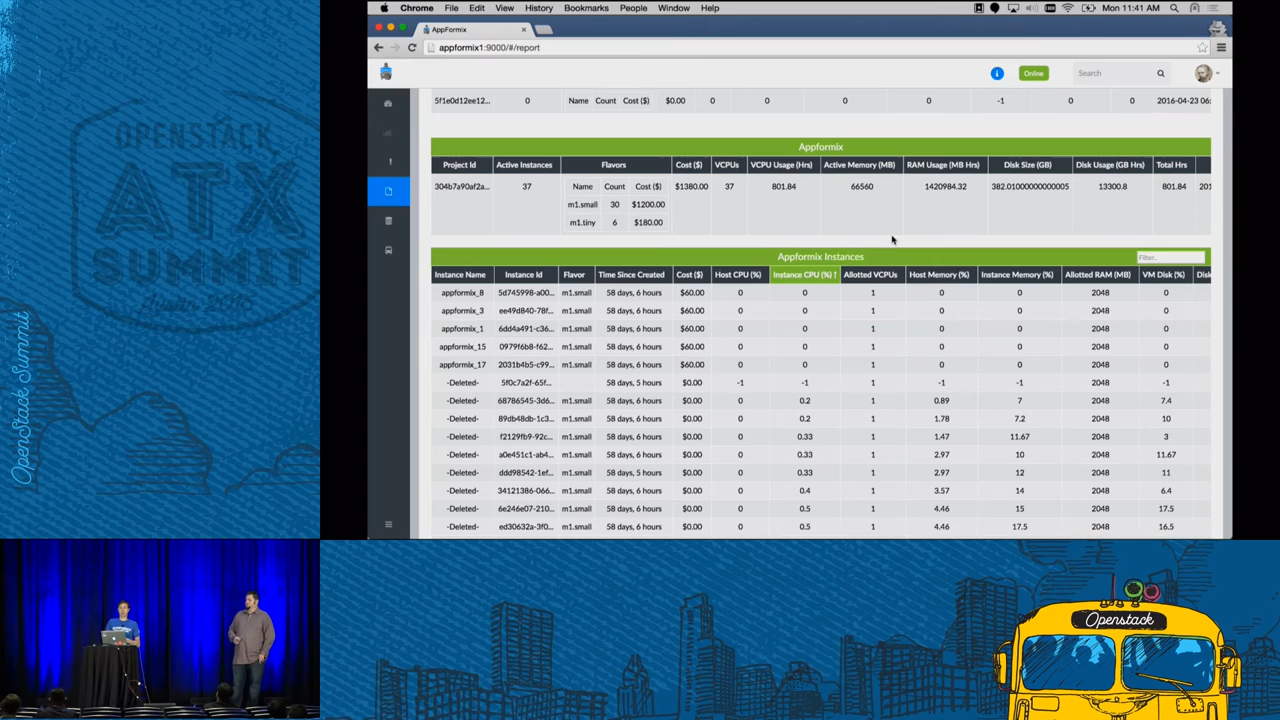 Chrome File Edit View History Bookmarks People Window Help Mon 11:41 AM
AppFormix
appformix1:9000/#/report
Online Search
5f1e0d12ee12... 0 Name Count Cost ($) $0.00 0 0 0 0 -1 0 0 2016-04-23 06:
Appformix
Project Id Active Instances Flavors Cost ($) VCPUs VCPU Usage (Hrs) Active Memory (MB) RAM Usage (MB Hrs) Disk Size (GB) Disk Usage (GB Hrs) Total Hrs
304b7a90af2a... 37 Name Count Cost ($) $1380.00 37 801.84 66560 1420984.32 382.01000000000005 13300.8 801.84 201
m1.small 30 $1200.00
m1.tiny 6 $180.00
Appformix Instances Filter..
Instance Name Instance Id Flavor Time Since Created Cost ($) Host CPU (%) Instance CPU (%) ↑ Allotted VCPUs Host Memory (%) Instance Memory (%) Allotted RAM (MB) VM Disk (%) Disk
appformix_8 5d745998-a00... m1.small 58 days, 6 hours $60.00 0 0 1 0 0 2048 0
appformix_3 ee49d840-78f... m1.small 58 days, 6 hours $60.00 0 0 1 0 0 2048 0
appformix_1 6dd4a491-c36... m1.small 58 days, 6 hours $60.00 0 0 1 0 0 2048 0
appformix_15 0979f6b8-f62... m1.small 58 days, 6 hours $60.00 0 0 1 0 0 2048 0
appformix_17 2031b4b5-c99... m1.small 58 days, 6 hours $60.00 0 0 1 0 0 2048 0
-Deleted- 5f0c7a2f-65f... m1.small 58 days, 5 hours $0.00 -1 -1 1 -1 -1 2048 -1
-Deleted- 68786545-3d6... m1.small 58 days, 6 hours $0.00 0 0.2 1 0.89 7 2048 7.4
-Deleted- 89db48db-1c3... m1.small 58 days, 6 hours $0.00 0 0.2 1 1.78 7.2 2048 10
-Deleted- f2129fb9-92c... m1.small 58 days, 6 hours $0.00 0 0.33 1 1.47 11.67 2048 3
-Deleted- a0e451c1-ab4... m1.small 58 days, 6 hours $0.00 0 0.33 1 2.97 10 2048 11.67
-Deleted- ddd98542-1ef... m1.small 58 days, 5 hours $0.00 0 0.33 1 2.97 12 2048 11
-Deleted- 34121386-066... m1.small 58 days, 6 hours $0.00 0 0.4 1 3.57 14 2048 6.4
-Deleted- 6e246e07-210... m1.small 58 days, 6 hours $0.00 0 0.5 1 4.46 15 2048 17.5
-Deleted- ed30632a-3f0... m1.small 58 days, 6 hours $0.00 0 0.5 1 4.46 17.5 2048 16.5
OPENSTACK
ATX
SUMMIT
OpenStack Summit
Openstack